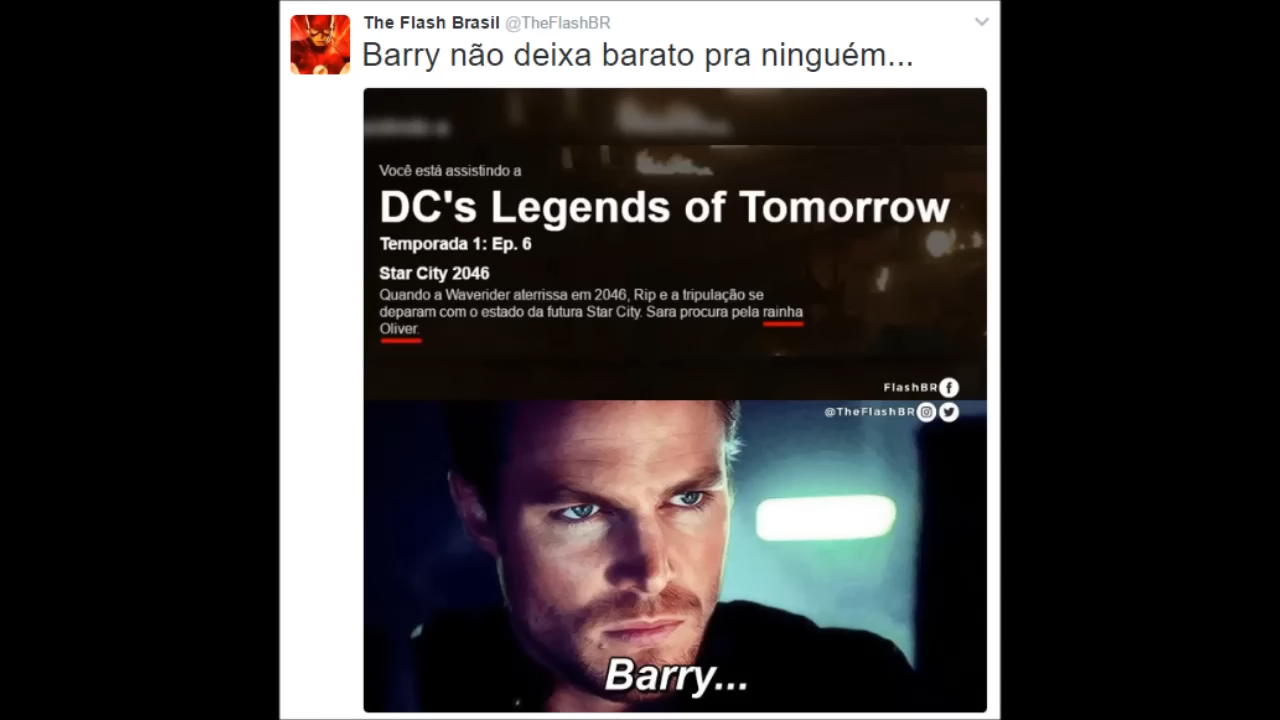 The Flash Brasil @TheFlashBR
Barry não deixa barato pra ninguém...
Você está assistindo a
DC's Legends of Tomorrow
Temporada 1: Ep. 6
Star City 2046
Quando a Waverider aterrissa em 2046, Rip e a tripulação se
deparam com o estado da futura Star City. Sara procura pela rainha
Oliver.
FlashBR
@TheFlashBR
Barry...